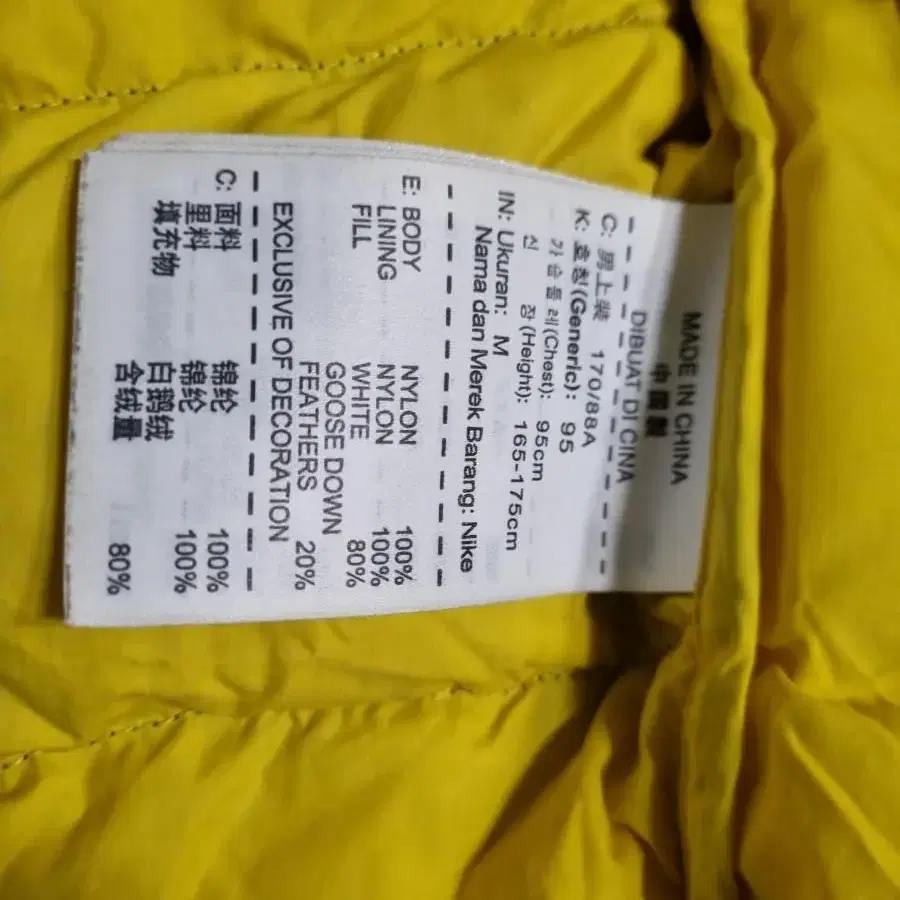 MADE IN CHINA
中國製
DIBUAT DI CINA
C: 男上装 170/88A
K: 호칭(Generic): 95
가슴둘레(Chest): 95cm
신 장(Height): 165-175cm
IN: Ukuran: M
Nama dan Merek Barang: Nike
E: BODY NYLON 100%
LINING NYLON 100%
FILL WHITE 80%
GOOSE DOWN
FEATHERS 20%
EXCLUSIVE OF DECORATION
C: 面料 锦纶 100%
里料 锦纶 100%
填充物 白鹅绒
含绒量 80%